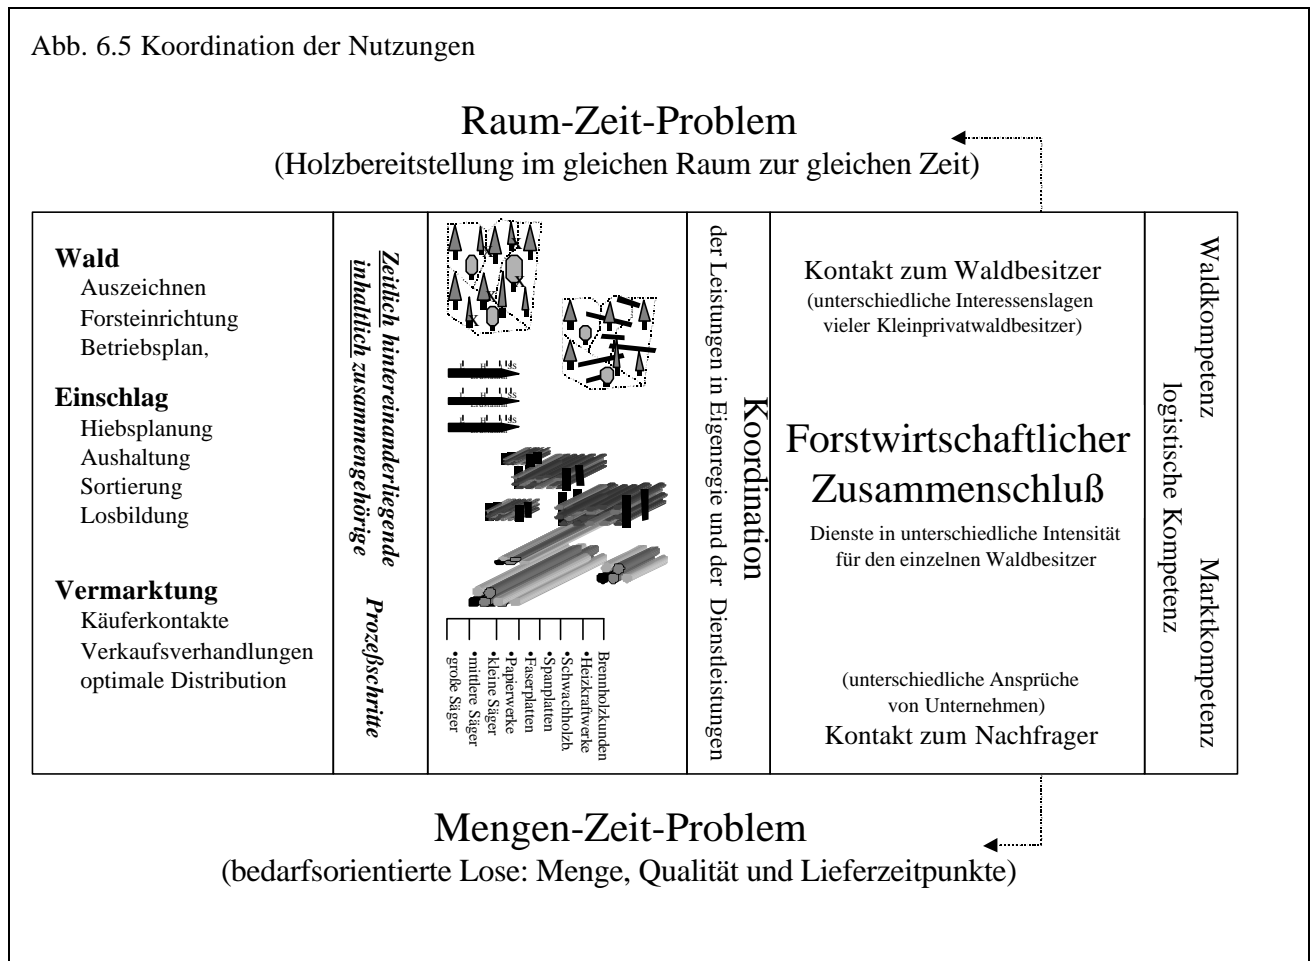 Abb. 6.5 Koordination der Nutzungen
Raum-Zeit-Problem
(Holzbereitstellung im gleichen Raum zur gleichen Zeit)
Wald
Auszeichnen
Forsteinrichtung
Betriebsplan,
Einschlag
Hiebsplanung
Aushaltung
Sortierung
Losbildung
Vermarktung
Käuferkontakte
Verkaufsverhandlungen
optimale Distribution
Zeitlich hintereinanderliegende
inhaltlich zusammengehörige
Prozeßschritte
X
X
X
X
X
•große Säger
•mittlere Säger
•kleine Säger
•Papierwerke
•Faserplatten
•Spanplatten
•Schwachholzb.
•Heizkraftwerke
Brennholzkunden
Koordination
der Leistungen in Eigenregie und der Dienstleistungen
Kontakt zum Waldbesitzer
(unterschiedliche Interessenslagen
vieler Kleinprivatwaldbesitzer)
Forstwirtschaftlicher
Zusammenschluß
Dienste in unterschiedliche Intensität
für den einzelnen Waldbesitzer
(unterschiedliche Ansprüche
von Unternehmen)
Kontakt zum Nachfrager
Waldkompetenz
logistische Kompetenz
Marktkompetenz
Mengen-Zeit-Problem
(bedarfsorientierte Lose: Menge, Qualität und Lieferzeitpunkte)